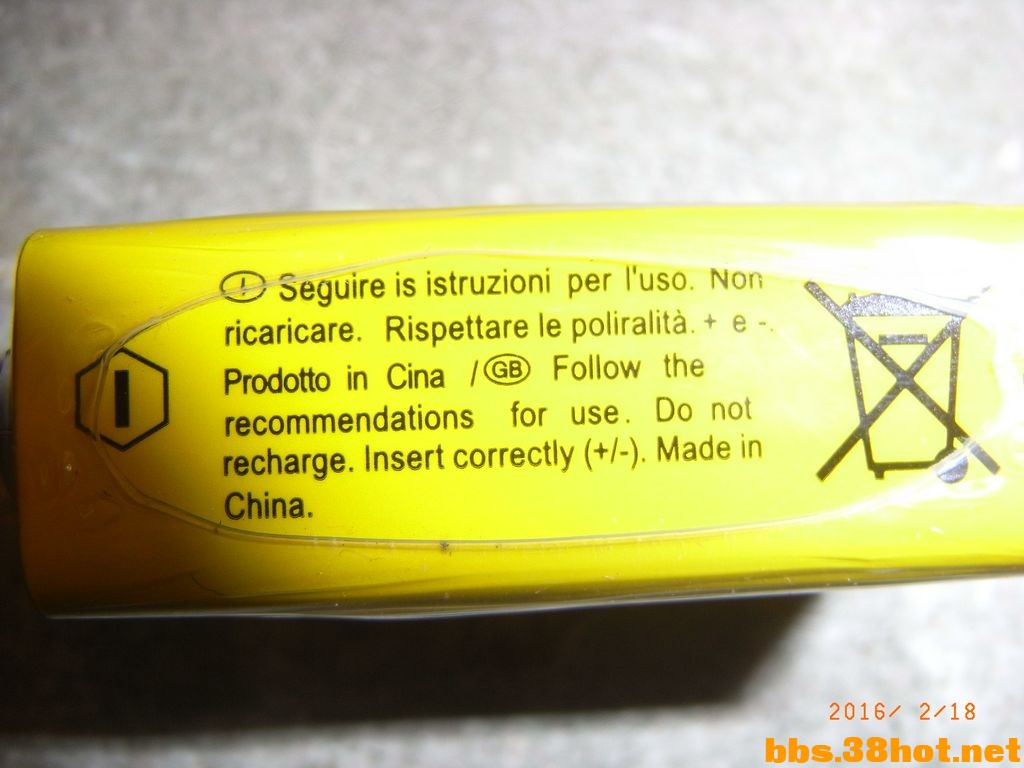 I Seguire is istruzioni per l'uso. Non
ricaricare. Rispettare le poliralità. + e -.
Prodotto in Cina / GB Follow the
recommendations for use. Do not
recharge. Insert correctly (+/-). Made in
China.
2016/ 2/18
bbs.38hot.net